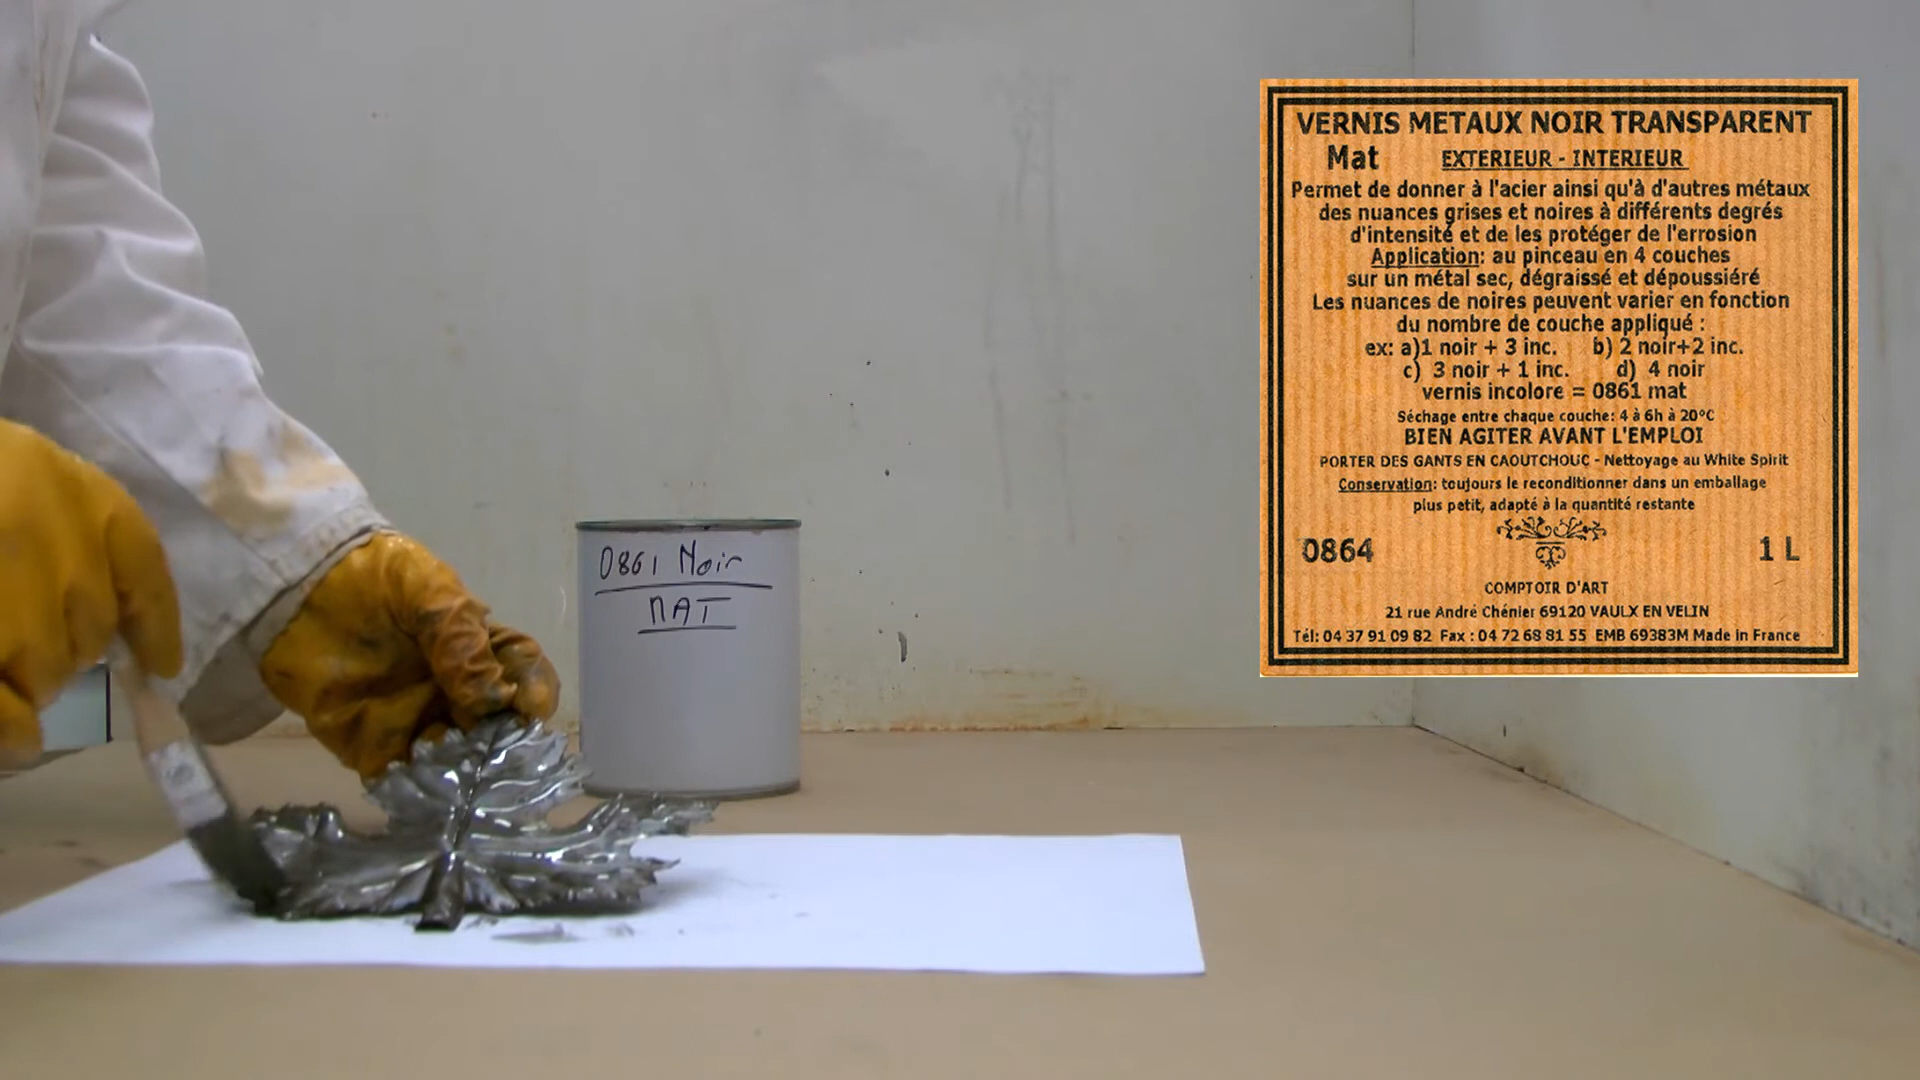 VERNIS METAUX NOIR TRANSPARENT
Mat EXTERIEUR - INTERIEUR
Permet de donner à l'acier ainsi qu'à d'autres métaux
des nuances grises et noires à différents degrés
d'intensité et de les protéger de l'errosion
Application: au pinceau en 4 couches
sur un métal sec, dégraissé et dépoussiéré
Les nuances de noires peuvent varier en fonction
du nombre de couche appliqué :
ex: a)1 noir + 3 inc. b) 2 noir+2 inc.
c) 3 noir + 1 inc. d) 4 noir
vernis incolore = 0861 mat
Séchage entre chaque couche: 4 à 6h à 20°C
BIEN AGITER AVANT L'EMPLOI
PORTER DES GANTS EN CAOUTCHOUC - Nettoyage au White Spirit
Conservation: toujours le reconditionner dans un emballage
plus petit, adapté à la quantité restante
0864 1 L
COMPTOIR D'ART
21 rue André Chénier 69120 VAULX EN VELIN
Tél: 04 37 91 09 82 Fax : 04 72 68 81 55 EMB 69383M Made in France
0861 Noir
MAT